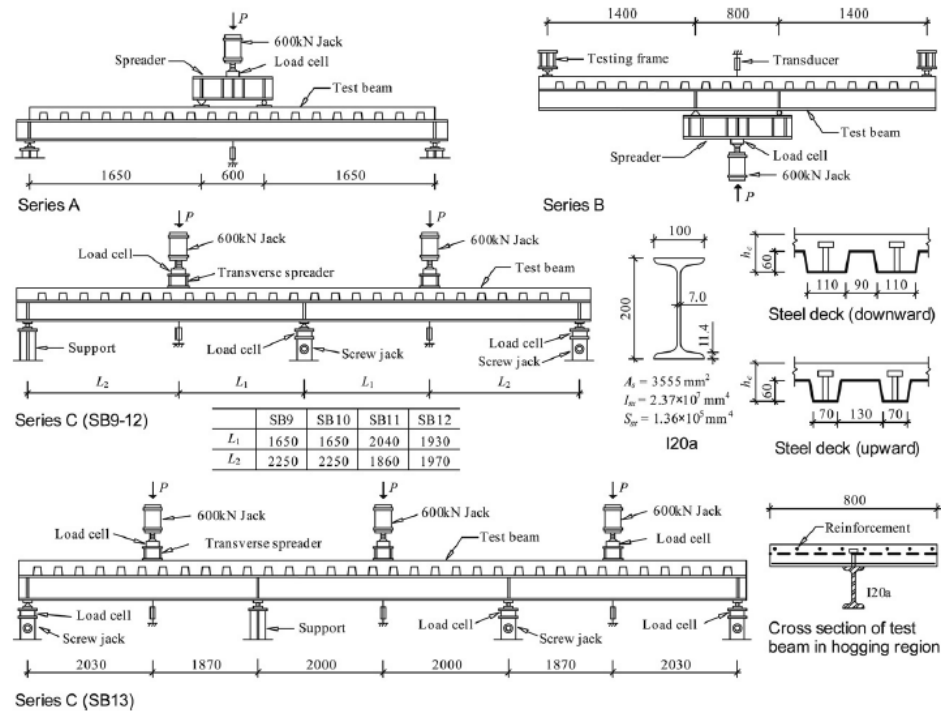 P
600kN Jack
Spreader
Load cell
Test beam
1650
600
1650
Series A
1400
800
1400
Testing frame
Transducer
Test beam
Spreader
Load cell
600kN Jack
P
Series B
P
P
600kN Jack
600kN Jack
Load cell
Transverse spreader
Load cell
Test beam
Support
Load cell
Screw jack
Load cell
Screw jack
L₂
L₁
L₁
L₂
Series C (SB9-12)
SB9 SB10 SB11 SB12
L₁ 1650 1650 2040 1930
L₂ 2250 2250 1860 1970
100
200
7.0
11.4
Aₛ = 3555 mm²
= 2.37×10⁷ mm⁴
= 1.36×10⁵ mm⁴
I20a
h꜀
60
110 90 110
Steel deck (downward)
h꜀
60
70 130 70
Steel deck (upward)
P
P
P
600kN Jack
600kN Jack
600kN Jack
Load cell
Transverse spreader
Test beam
Load cell
Load cell
Screw jack
Support
Load cell
Screw jack
Load cell
Screw jack
2030
1870
2000
2000
1870
2030
Series C (SB13)
800
Reinforcement
I20a
Cross section of test
beam in hogging region